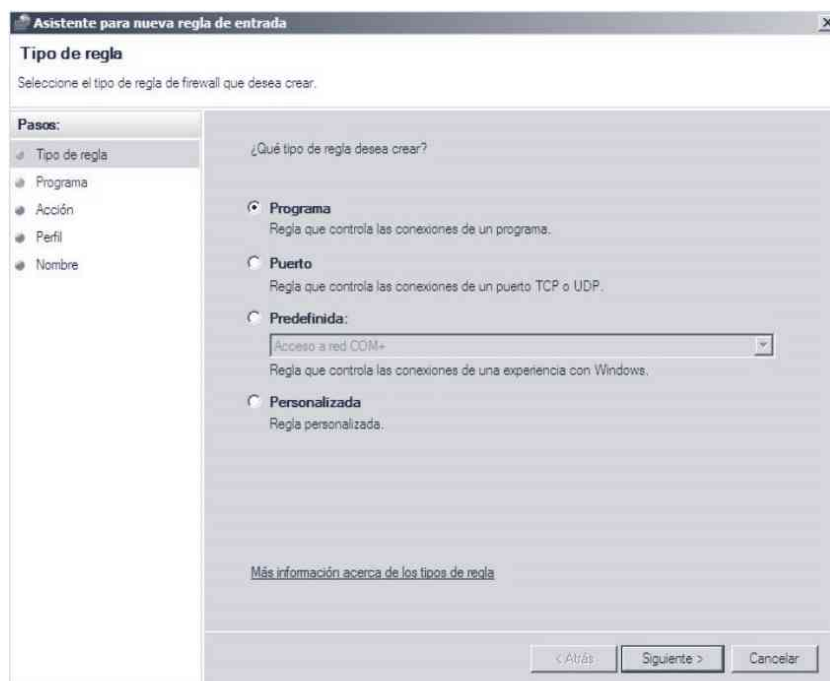 Asistente para nueva regla de entrada
Tipo de regla
Seleccione el tipo de regla de firewall que desea crear.
Pasos:
Tipo de regla
Programa
Acción
Perfil
Nombre
¿Qué tipo de regla desea crear?
Programa
Regla que controla las conexiones de un programa.
Puerto
Regla que controla las conexiones de un puerto TCP o UDP.
Predefinida:
Acceso a red COM+
Regla que controla las conexiones de una experiencia con Windows.
Personalizada
Regla personalizada.
Más información acerca de los tipos de regla
< Atrás
Siguiente >
Cancelar